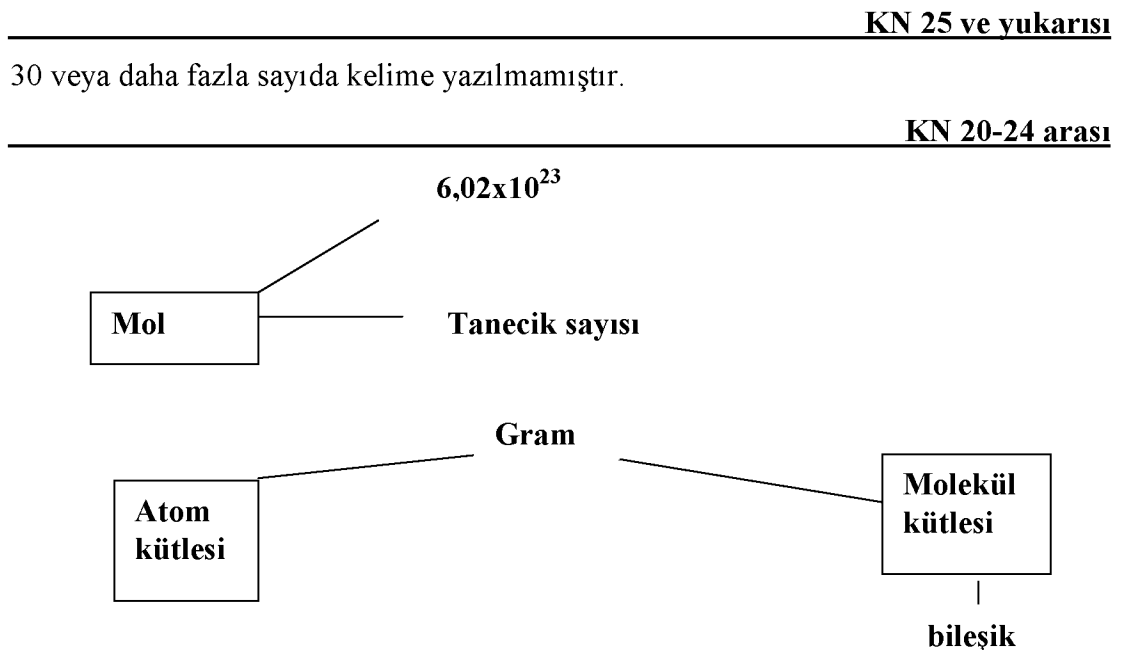 KN 25 ve yukarısı
30 veya daha fazla sayıda kelime yazılmamıştır.
KN 20-24 arası
6,02x10²³
Mol
Tanecik sayısı
Gram
Atom
kütlesi
Molekül
kütlesi
bileşik